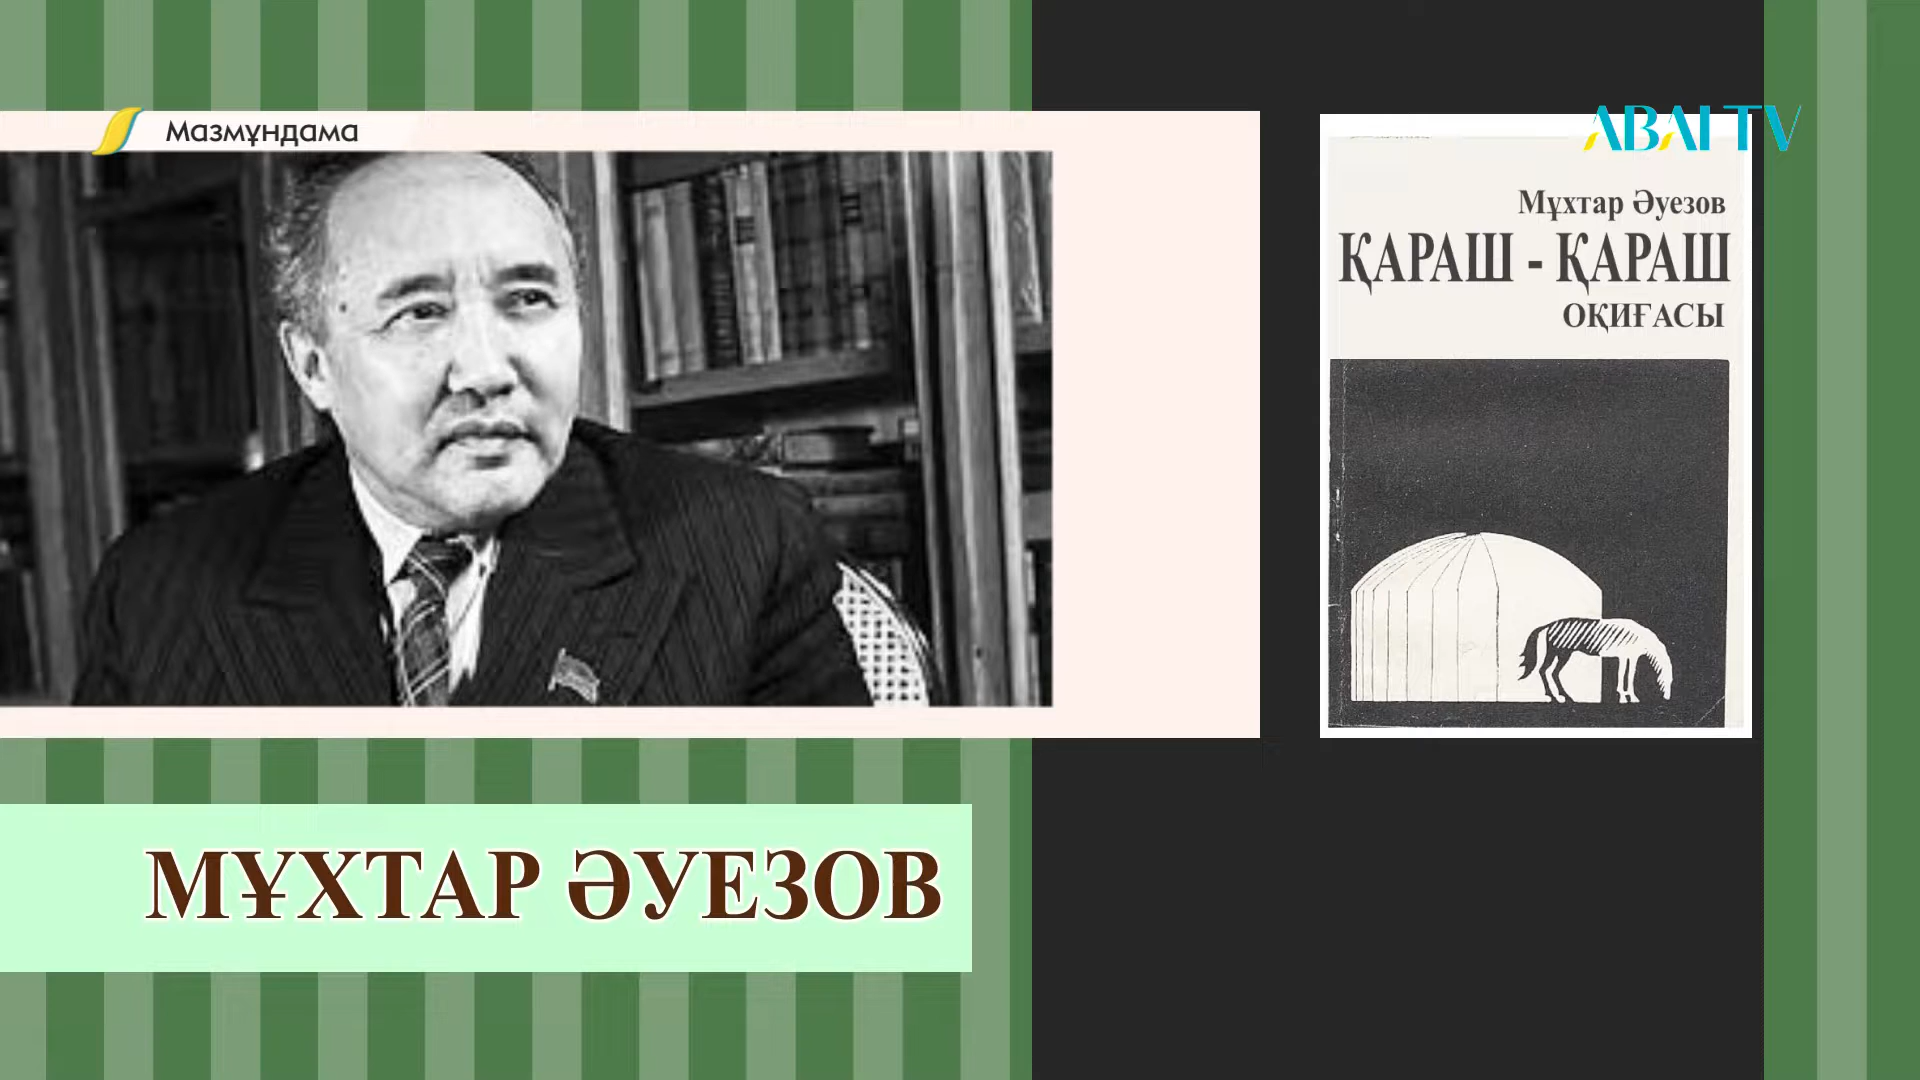 Мазмұндама
ABAI TV
Мұхтар Әуезов
ҚАРАШ - ҚАРАШ
ОҚИҒАСЫ
МҰХТАР ӘУЕЗОВ